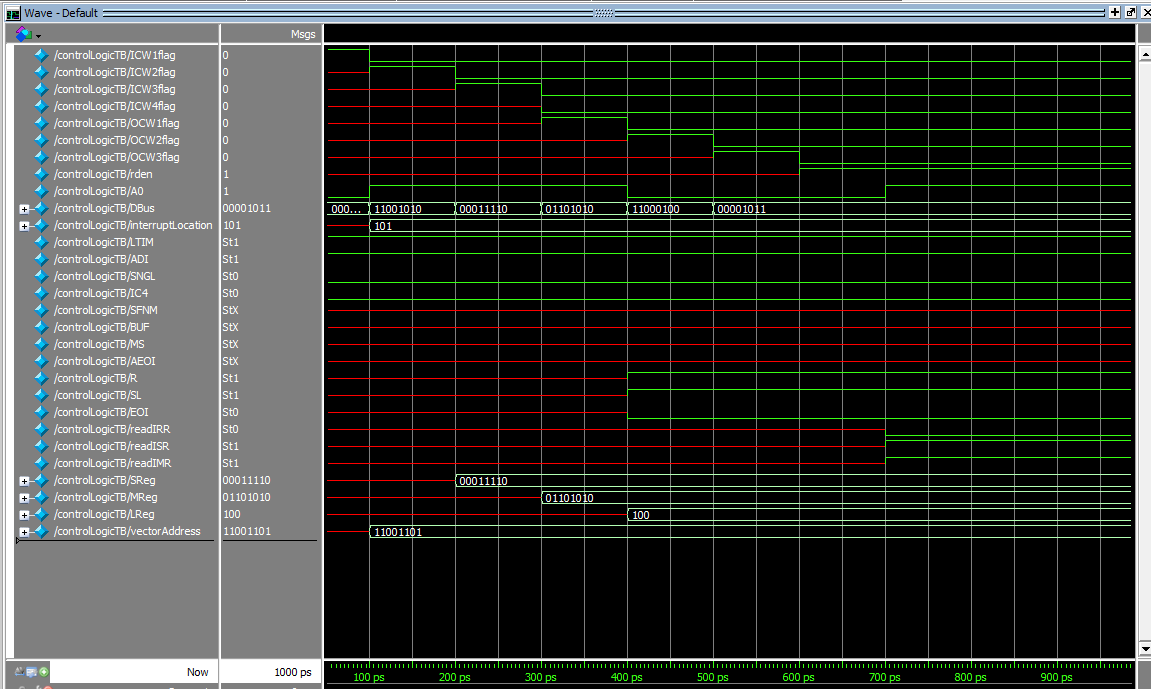 Wave - Default
Msgs
/controlLogicTB/ICW1flag 0
/controlLogicTB/ICW2flag 0
/controlLogicTB/ICW3flag 0
/controlLogicTB/ICW4flag 0
/controlLogicTB/OCW1flag 0
/controlLogicTB/OCW2flag 0
/controlLogicTB/OCW3flag 0
/controlLogicTB/rden 1
/controlLogicTB/A0 1
/controlLogicTB/DBus 00001011 000... 11001010 00011110 01101010 11000100 00001011
/controlLogicTB/interruptLocation 101 101
/controlLogicTB/LTIM St1
/controlLogicTB/ADI St1
/controlLogicTB/SNGL St0
/controlLogicTB/IC4 St0
/controlLogicTB/SFNM StX
/controlLogicTB/BUF StX
/controlLogicTB/MS StX
/controlLogicTB/AEOI StX
/controlLogicTB/R St1
/controlLogicTB/SL St1
/controlLogicTB/EOI St0
/controlLogicTB/readIRR St0
/controlLogicTB/readISR St1
/controlLogicTB/readIMR St1
/controlLogicTB/SReg 00011110 00011110
/controlLogicTB/MReg 01101010 01101010
/controlLogicTB/LReg 100 100
/controlLogicTB/vectorAddress 11001101 11001101
Now 1000 ps
100 ps 200 ps 300 ps 400 ps 500 ps 600 ps 700 ps 800 ps 900 ps